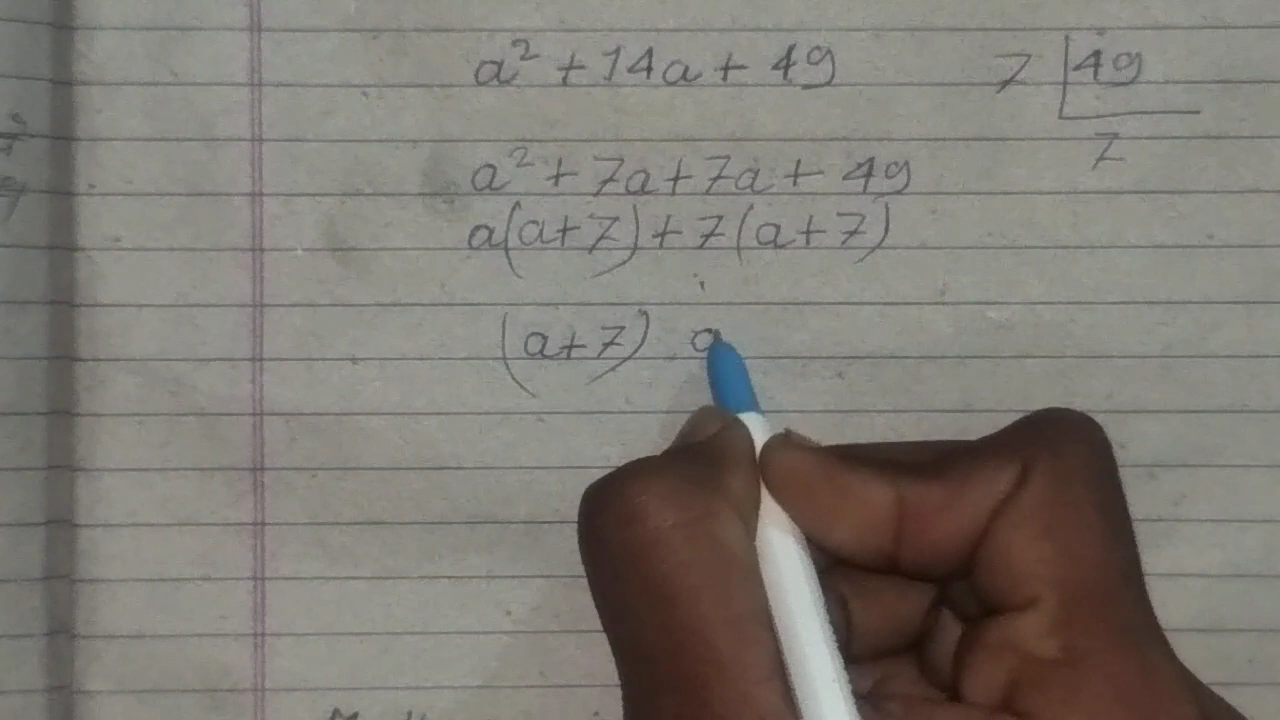 a² + 14a + 49
7 | 49
7
a² + 7a + 7a + 49
a(a+7) + 7(a+7)
(a+7) a